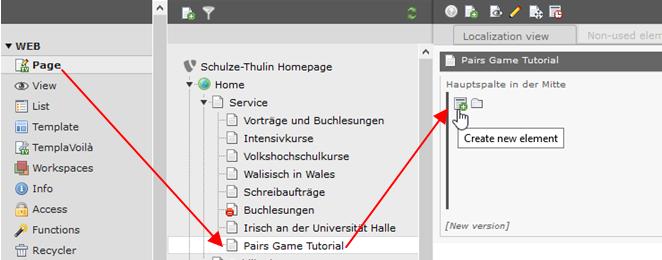 WEB
Page
View
List
Template
TemplaVoilà
Workspaces
Info
Access
Functions
Recycler
Schulze-Thulin Homepage
Home
Service
Vorträge und Buchlesungen
Intensivkurse
Volkshochschulkurse
Walisisch in Wales
Schreibaufträge
Buchlesungen
Irisch an der Universität Halle
Pairs Game Tutorial
Localization view
Non-used elem
Pairs Game Tutorial
Hauptspalte in der Mitte
Create new element
[New version]